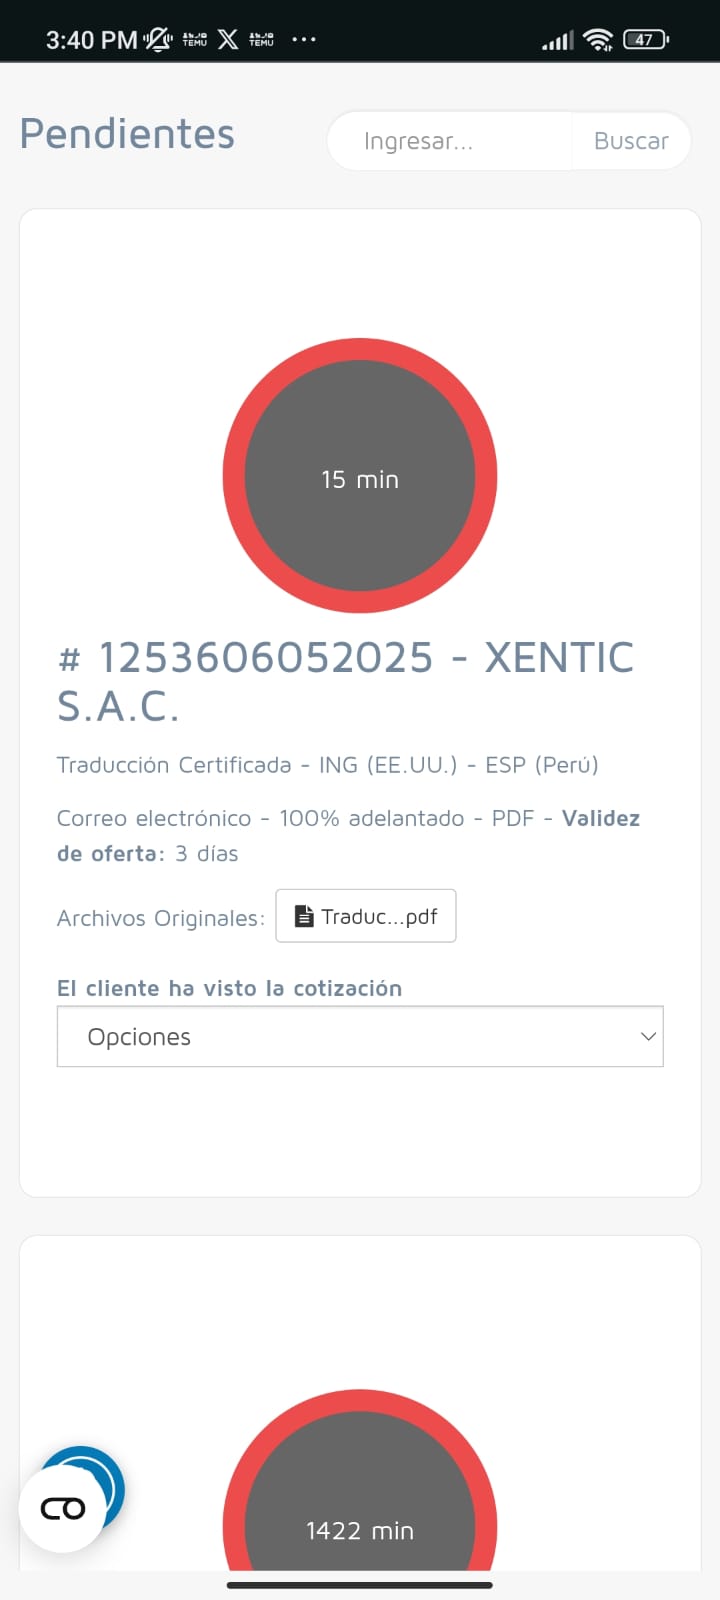 3:40 PM TEMU X TEMU ... 47
Pendientes
Ingresar...
Buscar
15 min
# 1253606052025 - XENTIC
S.A.C.
Traducción Certificada - ING (EE.UU.) - ESP (Perú)
Correo electrónico - 100% adelantado - PDF - Validez
de oferta: 3 días
Archivos Originales: Traduc...pdf
El cliente ha visto la cotización
Opciones
1422 min